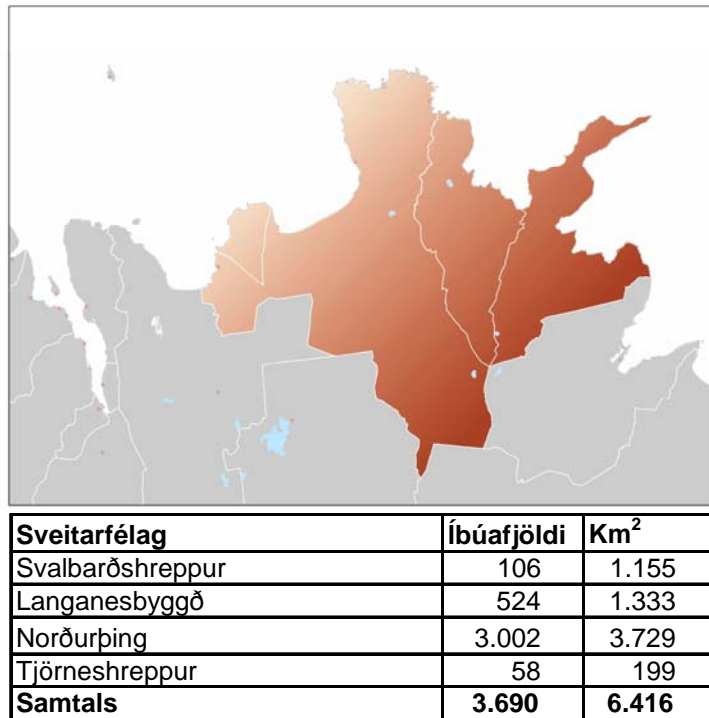 Sveitarfélag Íbúafjöldi Km²
Svalbarðshreppur 106 1.155
Langanesbyggð 524 1.333
Norðurþing 3.002 3.729
Tjörneshreppur 58 199
Samtals 3.690 6.416